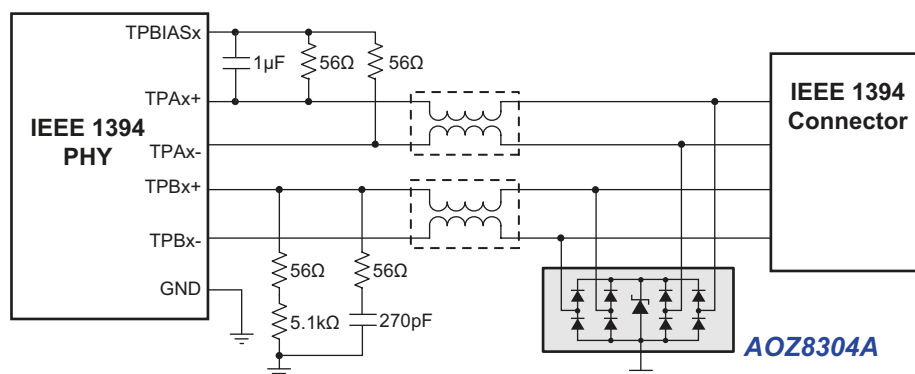 TPBIASx
1µF
56Ω
56Ω
TPAx+
IEEE 1394
PHY
TPAx-
TPBx+
TPBx-
GND
56Ω
56Ω
5.1kΩ
270pF
IEEE 1394
Connector
AOZ8304A